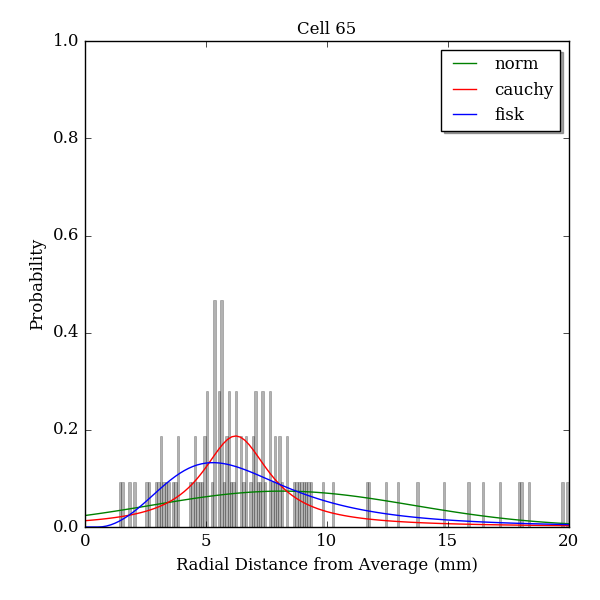 Cell 65
1.0
0.8
0.6
0.4
0.2
0.0
Probability
norm
cauchy
fisk
0 5 10 15 20
Radial Distance from Average (mm)